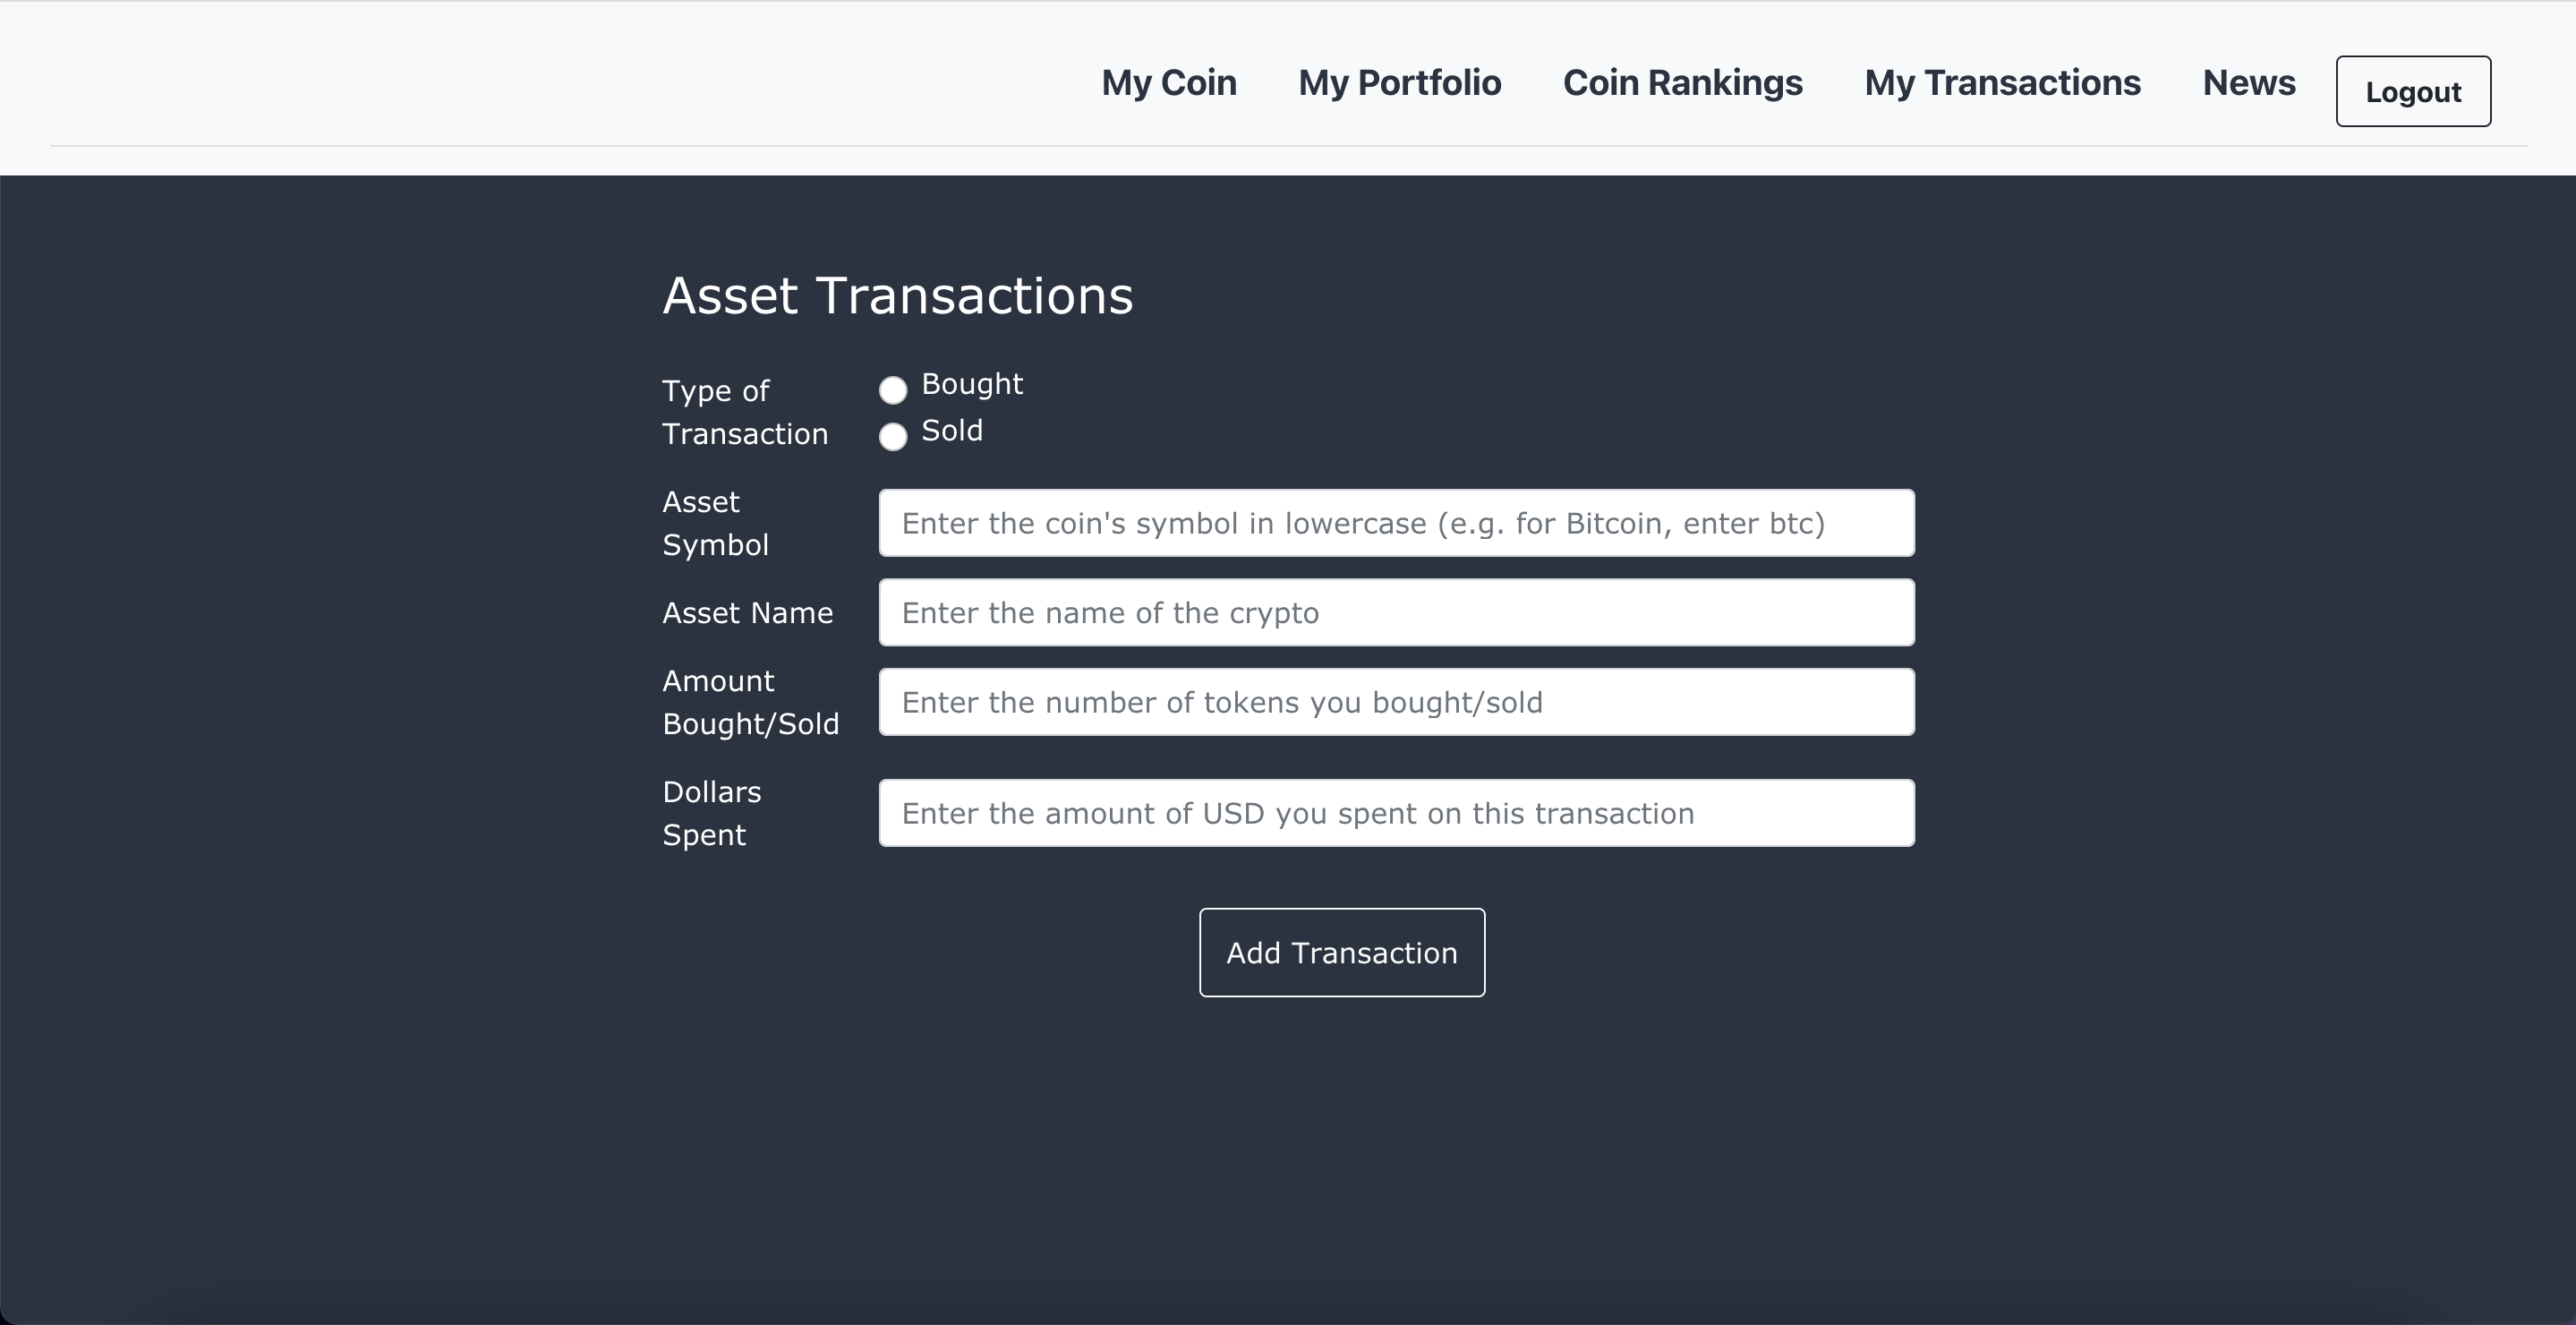 My Coin My Portfolio Coin Rankings My Transactions News Logout
Asset Transactions
Type of
Transaction
Bought
Sold
Asset
Symbol
Enter the coin's symbol in lowercase (e.g. for Bitcoin, enter btc)
Asset Name
Enter the name of the crypto
Amount
Bought/Sold
Enter the number of tokens you bought/sold
Dollars
Spent
Enter the amount of USD you spent on this transaction
Add Transaction